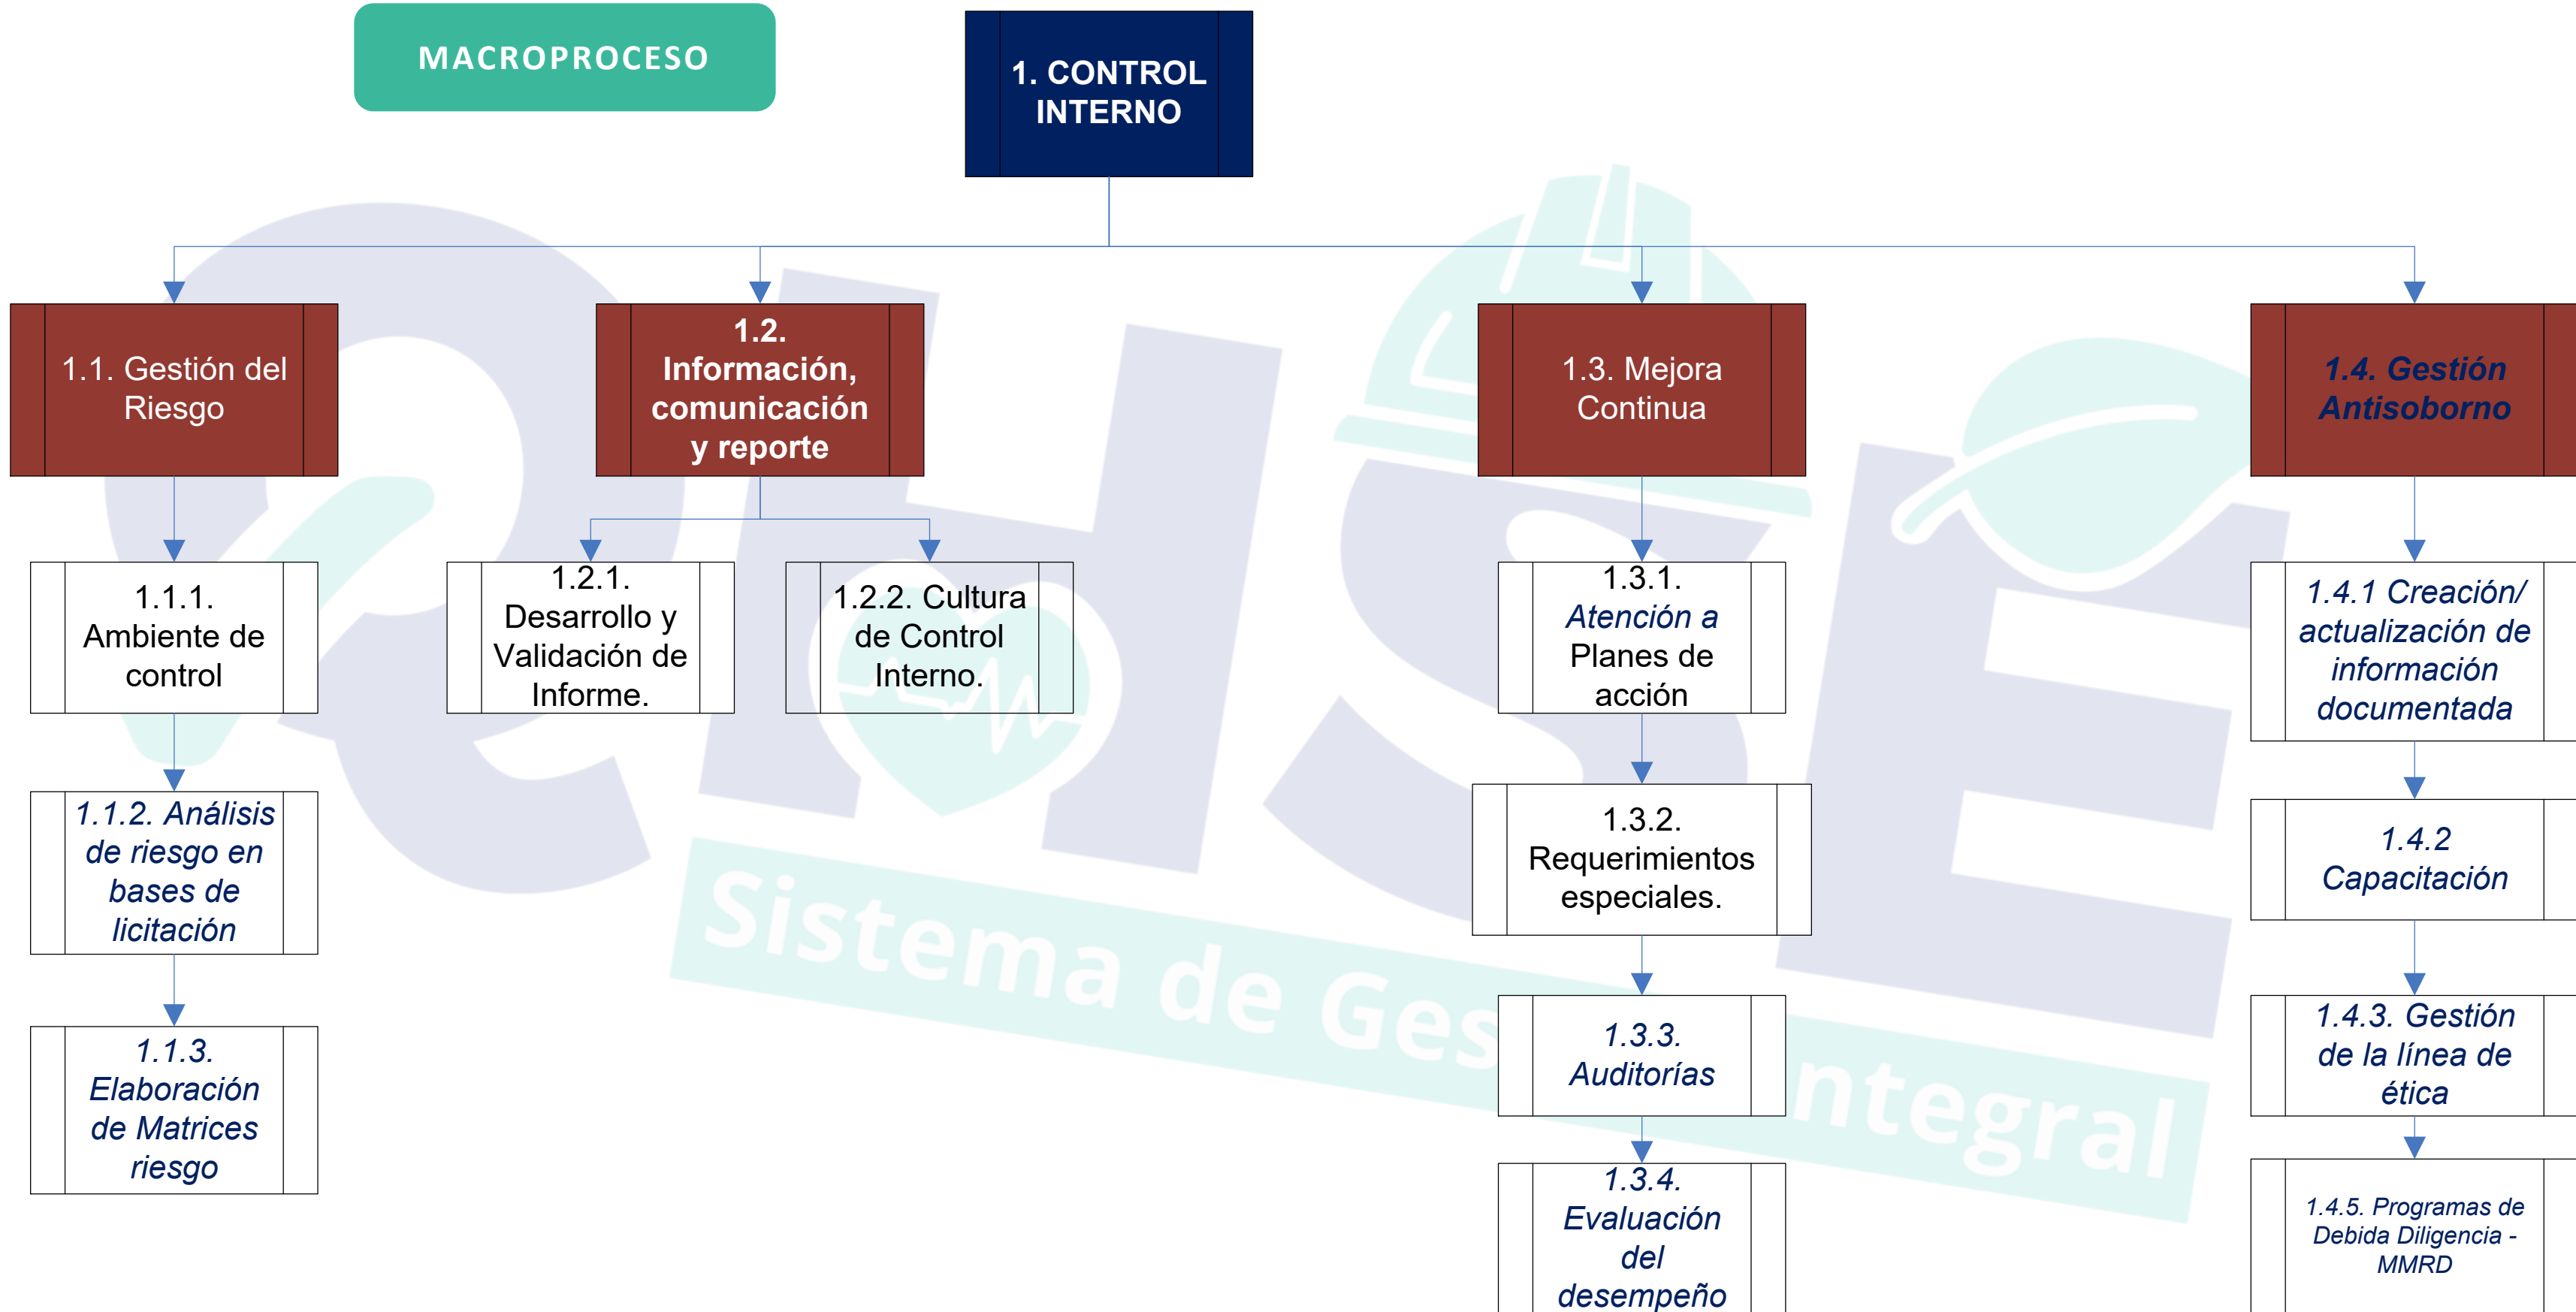 MACROPROCESO
1. CONTROL
INTERNO
1.1. Gestión del
Riesgo
1.2.
Información,
comunicación
y reporte
1.3. Mejora
Continua
1.4. Gestión
Antisoborno
1.1.1.
Ambiente de
control
1.2.1.
Desarrollo y
Validación de
Informe.
1.2.2. Cultura
de Control
Interno.
1.3.1.
Atención a
Planes de
acción
1.4.1 Creación/
actualización de
información
documentada
1.1.2. Análisis
de riesgo en
bases de
licitación
1.3.2.
Requerimientos
especiales.
1.4.2
Capacitación
1.1.3.
Elaboración
de Matrices
riesgo
1.3.3.
Auditorías
1.4.3. Gestión
de la línea de
ética
1.3.4.
Evaluación
del
desempeño
1.4.5. Programas de
Debida Diligencia -
MMRD
QHSE
Sistema de Ges ntegral